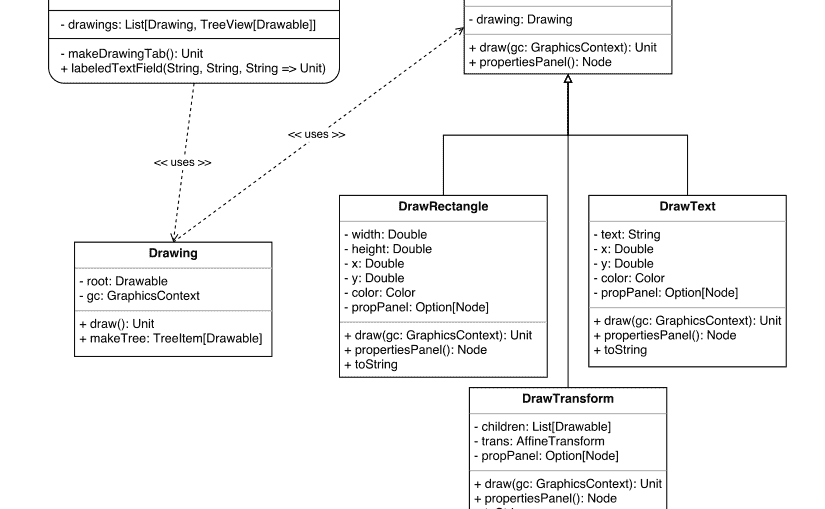 - drawings: List[Drawing, TreeView[Drawable]]
- makeDrawingTab(): Unit
+ labeledTextField(String, String, String => Unit)
- drawing: Drawing
+ draw(gc: GraphicsContext): Unit
+ propertiesPanel(): Node
<< uses >>
<< uses >>
Drawing
- root: Drawable
- gc: GraphicsContext
+ draw(): Unit
+ makeTree: TreeItem[Drawable]
DrawRectangle
- width: Double
- height: Double
- x: Double
- y: Double
- color: Color
- propPanel: Option[Node]
+ draw(gc: GraphicsContext): Unit
+ propertiesPanel(): Node
+ toString
DrawText
- text: String
- x: Double
- y: Double
- color: Color
- propPanel: Option[Node]
+ draw(gc: GraphicsContext): Unit
+ propertiesPanel(): Node
+ toString
DrawTransform
- children: List[Drawable]
- trans: AffineTransform
- propPanel: Option[Node]
+ draw(gc: GraphicsContext): Unit
+ propertiesPanel(): Node